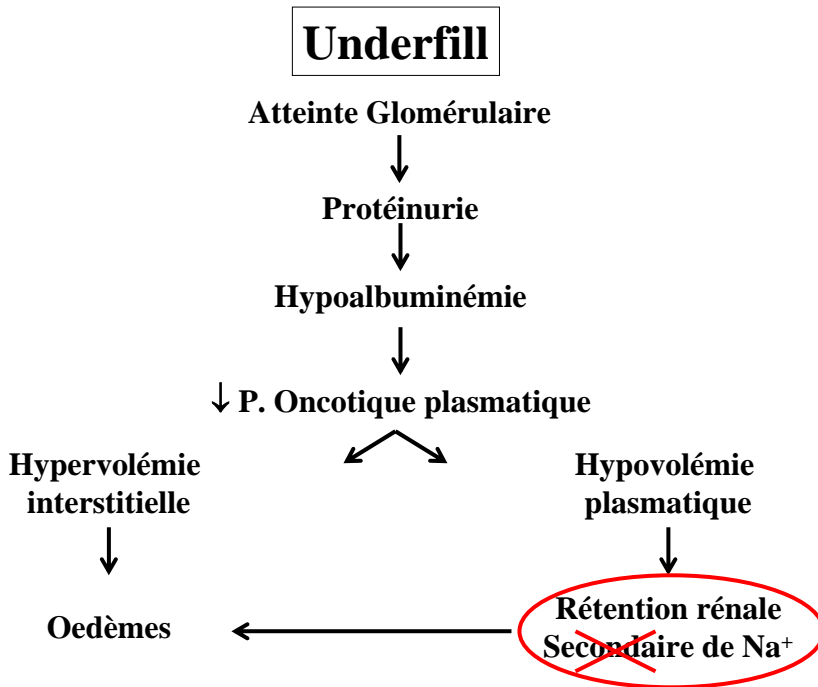 Underfill
Atteinte Glomérulaire
Protéinurie
Hypoalbuminémie
↓ P. Oncotique plasmatique
Hypervolémie
interstitielle
Hypovolémie
plasmatique
Oedèmes
Rétention rénale
Secondaire de Na⁺